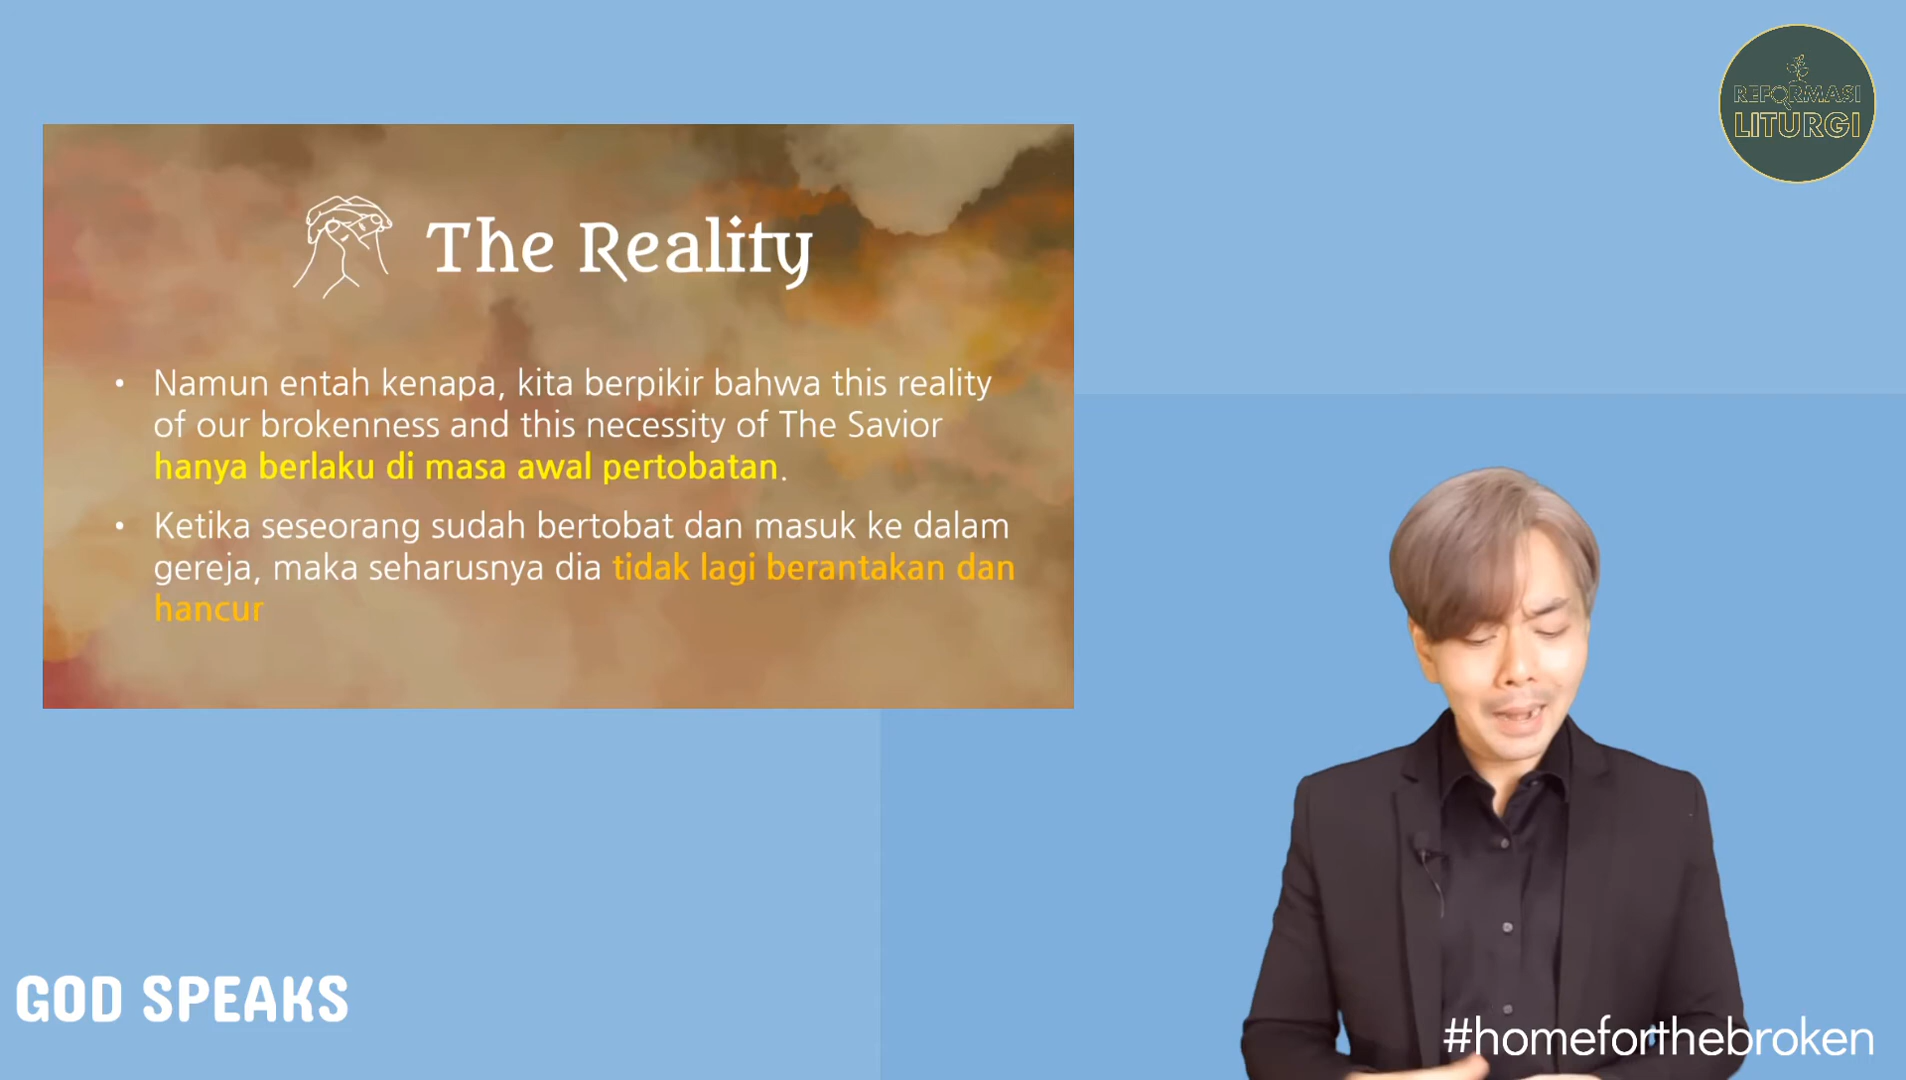 REFORMASI
LITURGI
The Reality
• Namun entah kenapa, kita berpikir bahwa this reality
of our brokenness and this necessity of The Savior
hanya berlaku di masa awal pertobatan.
• Ketika seseorang sudah bertobat dan masuk ke dalam
gereja, maka seharusnya dia tidak lagi berantakan dan
hancur
GOD SPEAKS
#homeforthebroken